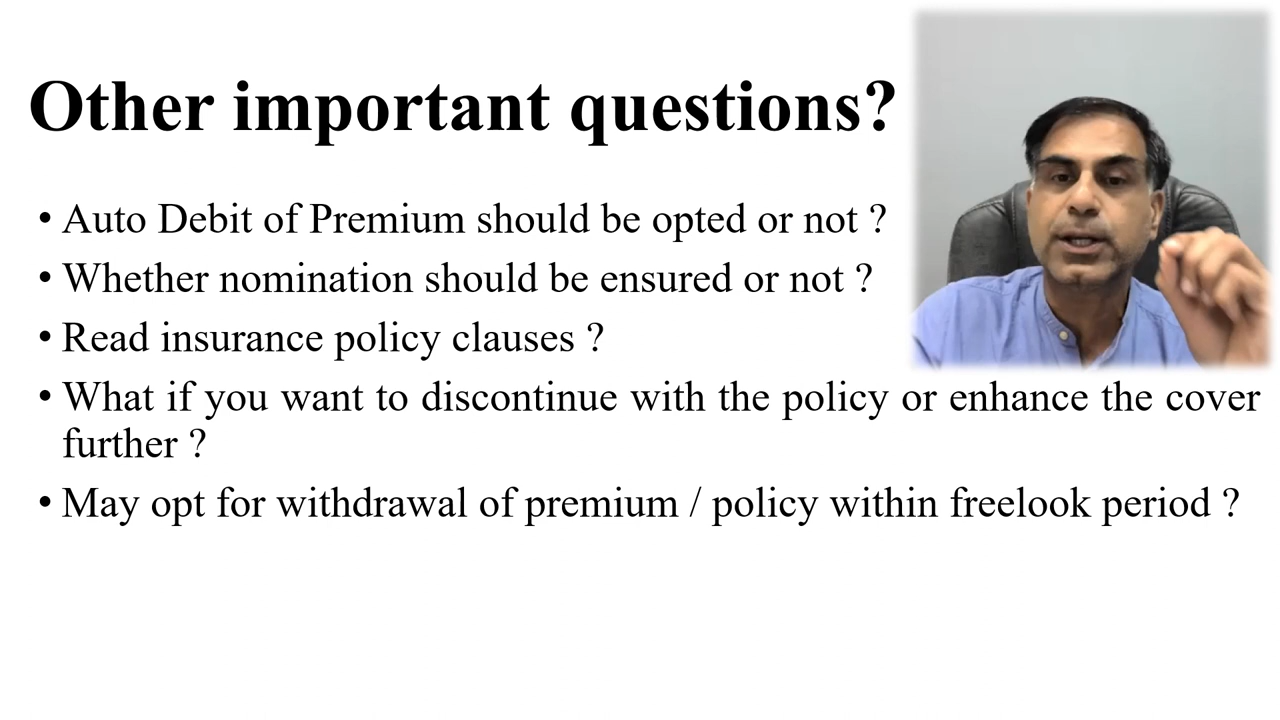 Other important questions?
• Auto Debit of Premium should be opted or not ?
• Whether nomination should be ensured or not ?
• Read insurance policy clauses ?
• What if you want to discontinue with the policy or enhance the cover
further ?
• May opt for withdrawal of premium / policy within freelook period ?